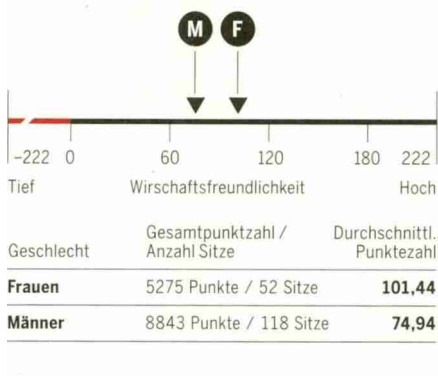 M F
-222 0 60 120 180 222
Tief Wirschaftsfreundlichkeit Hoch
Gesamtpunktzahl / Durchschnittl.
Geschlecht Anzahl Sitze Punktezahl
Frauen 5275 Punkte / 52 Sitze 101,44
Männer 8843 Punkte / 118 Sitze 74,94